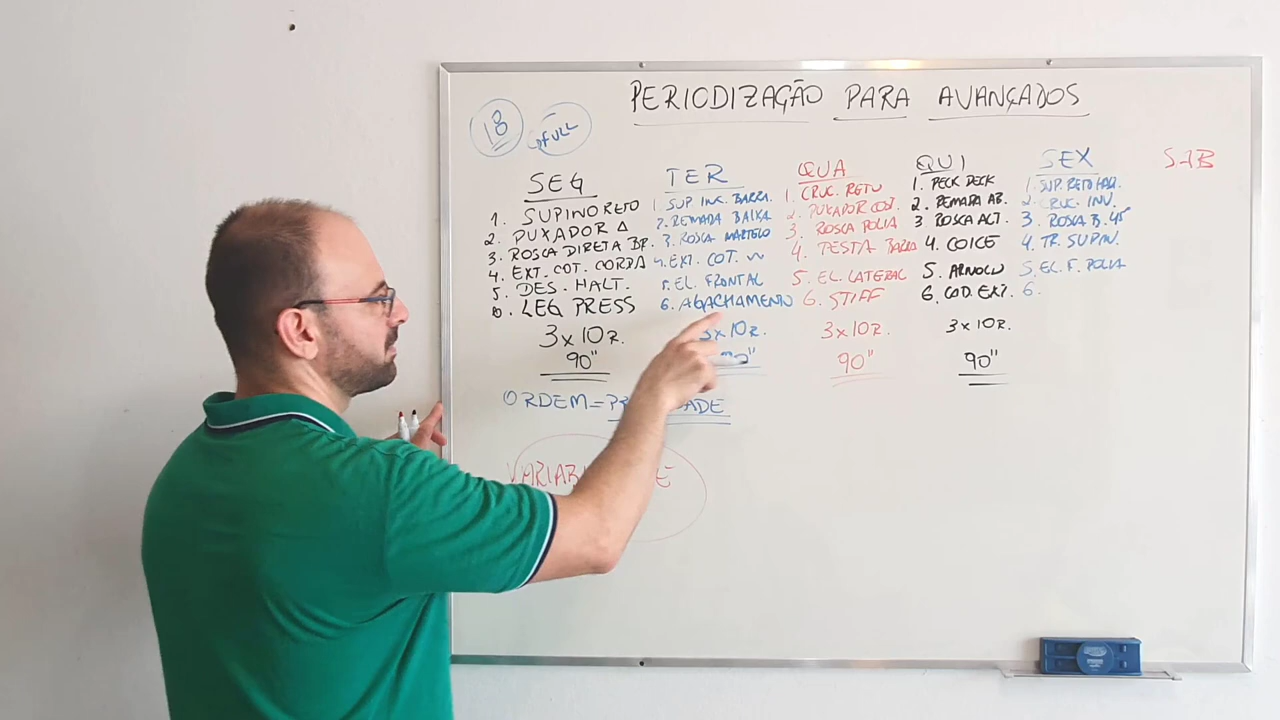 PERIODIZAÇÃO PARA AVANÇADOS
18
FULL
SEG
1. SUPINO RETO
2. PUXADOR Δ
3. ROSCA DIRETA BP.
4. EXT. COT. CORDA
5. DES. HALT.
6. LEG PRESS
3x10R.
90"
TER
1. SUP INC. BARRA.
2. REMADA BAIXA
3. ROSCA MARTELO
4. EXT. COT. W
5. EL. FRONTAL
6. AGACHAMENTO
3x10R.
90"
QUA
1. CRUC. RETO
2. PUXADOR
3. ROSCA POLIA
4. TESTA BARRA
5. EL. LATERAL
6. STIFF
3x10R.
90"
QUI
1. PECK DECK
2. REMADA AB.
3. ROSCA ALT.
4. COICE
5. ARNOLD
6. CAD. EXT.
3x10R.
90"
SEX
1. SUP. RETO HAL.
2. CRUC. INV.
3. ROSCA B. 45°
4. TR. SUPIN.
5. EL. F. POLIA
6.
SAB
ORDEM=